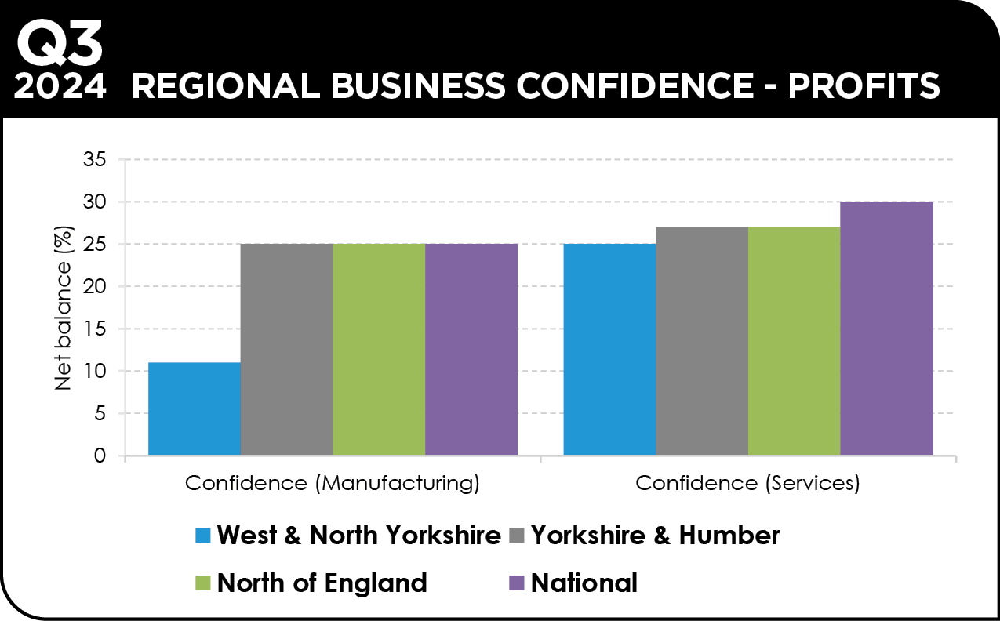 Q3
2024 REGIONAL BUSINESS CONFIDENCE - PROFITS
35
30
25
20
15
10
5
0
Net balance (%)
Confidence (Manufacturing) Confidence (Services)
West & North Yorkshire Yorkshire & Humber
North of England National